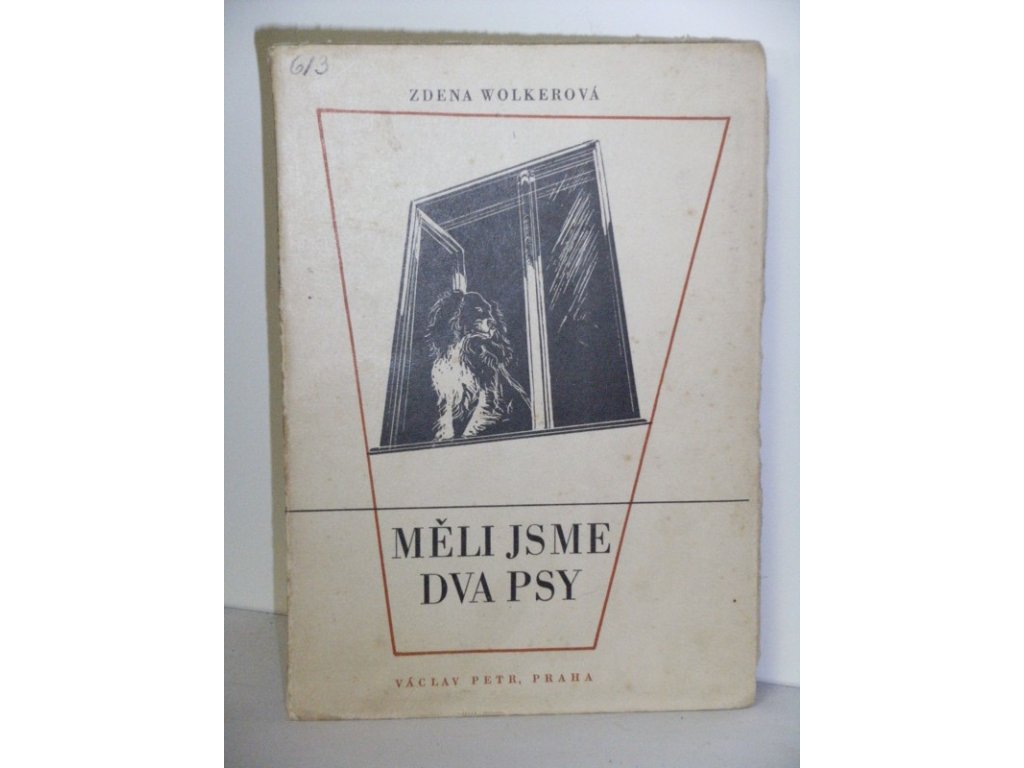 613
ZDENA WOLKEROVÁ
MĚLI JSME
DVA PSY
VÁCLAV PETR, PRAHA